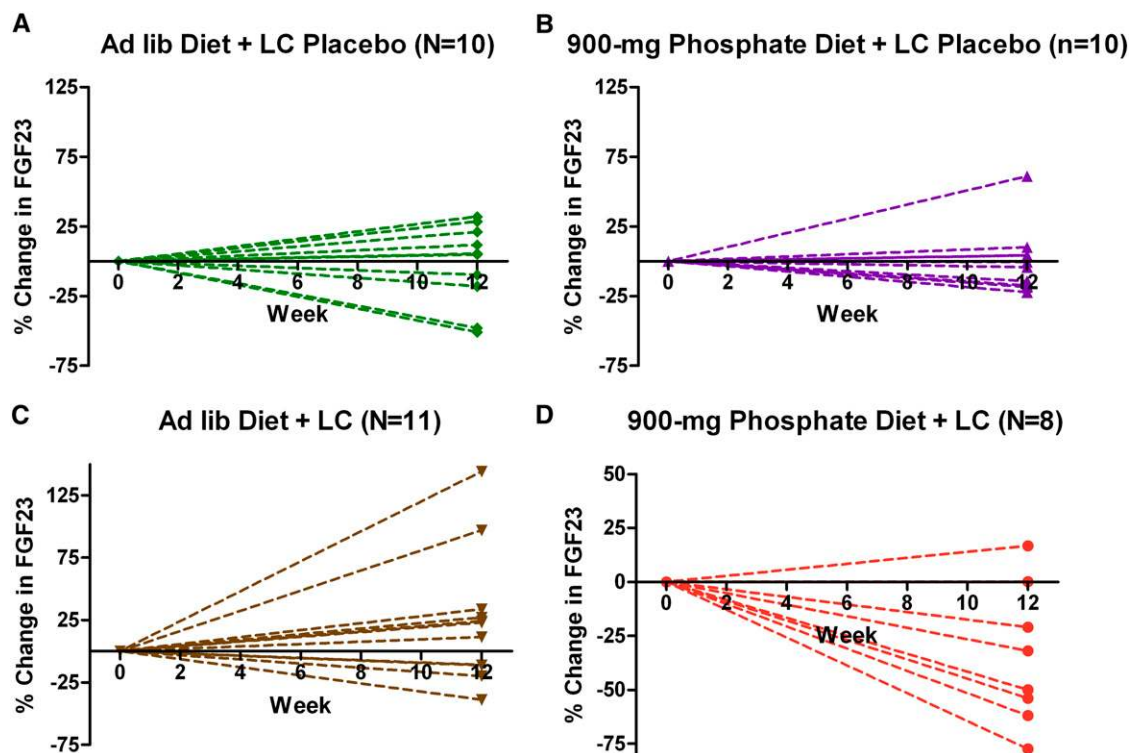 A
Ad lib Diet + LC Placebo (N=10)
% Change in FGF23
125
75
25
-25
-75
0 2 4 6 8 10 12
Week
B
900-mg Phosphate Diet + LC Placebo (n=10)
% Change in FGF23
125
75
25
-25
-75
0 2 4 6 8 10 12
Week
C
Ad lib Diet + LC (N=11)
% Change in FGF23
125
75
25
-25
-75
0 2 4 6 8 10 12
Week
D
900-mg Phosphate Diet + LC (N=8)
% Change in FGF23
50
25
0
-25
-50
-75
0 2 4 6 8 10 12
Week